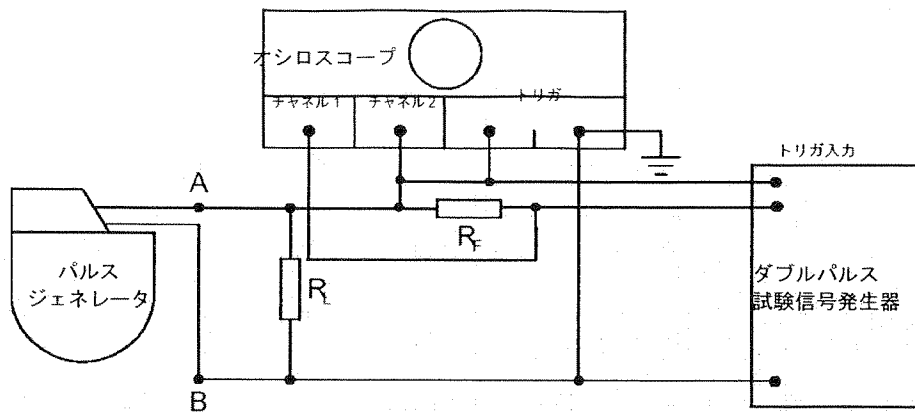 オシロスコープ
チャネル1
チャネル2
トリガ
トリガ入力
A
R_F
パルス
ジェネレータ
R_L
ダブルパルス
試験信号発生器
B